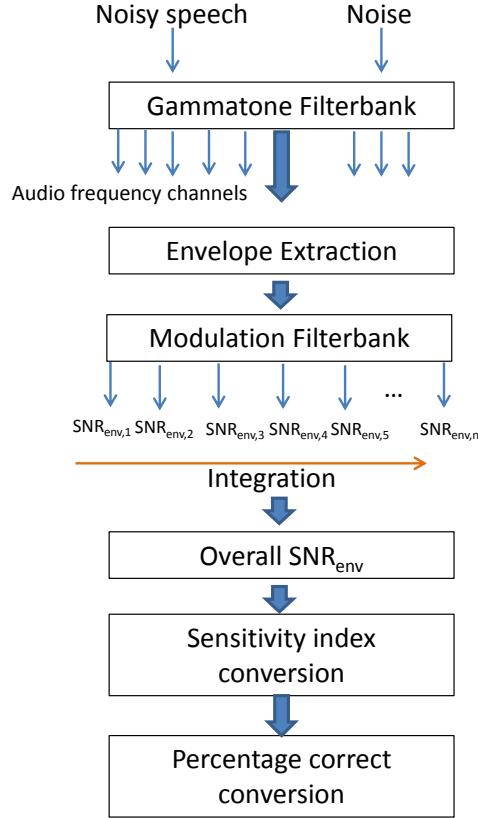 Noisy speech Noise
Gammatone Filterbank
Audio frequency channels
Envelope Extraction
Modulation Filterbank
...
SNRenv,1 SNRenv,2 SNRenv,3 SNRenv,4 SNRenv,5 SNRenv,n
Integration
Overall SNRenv
Sensitivity index
conversion
Percentage correct
conversion